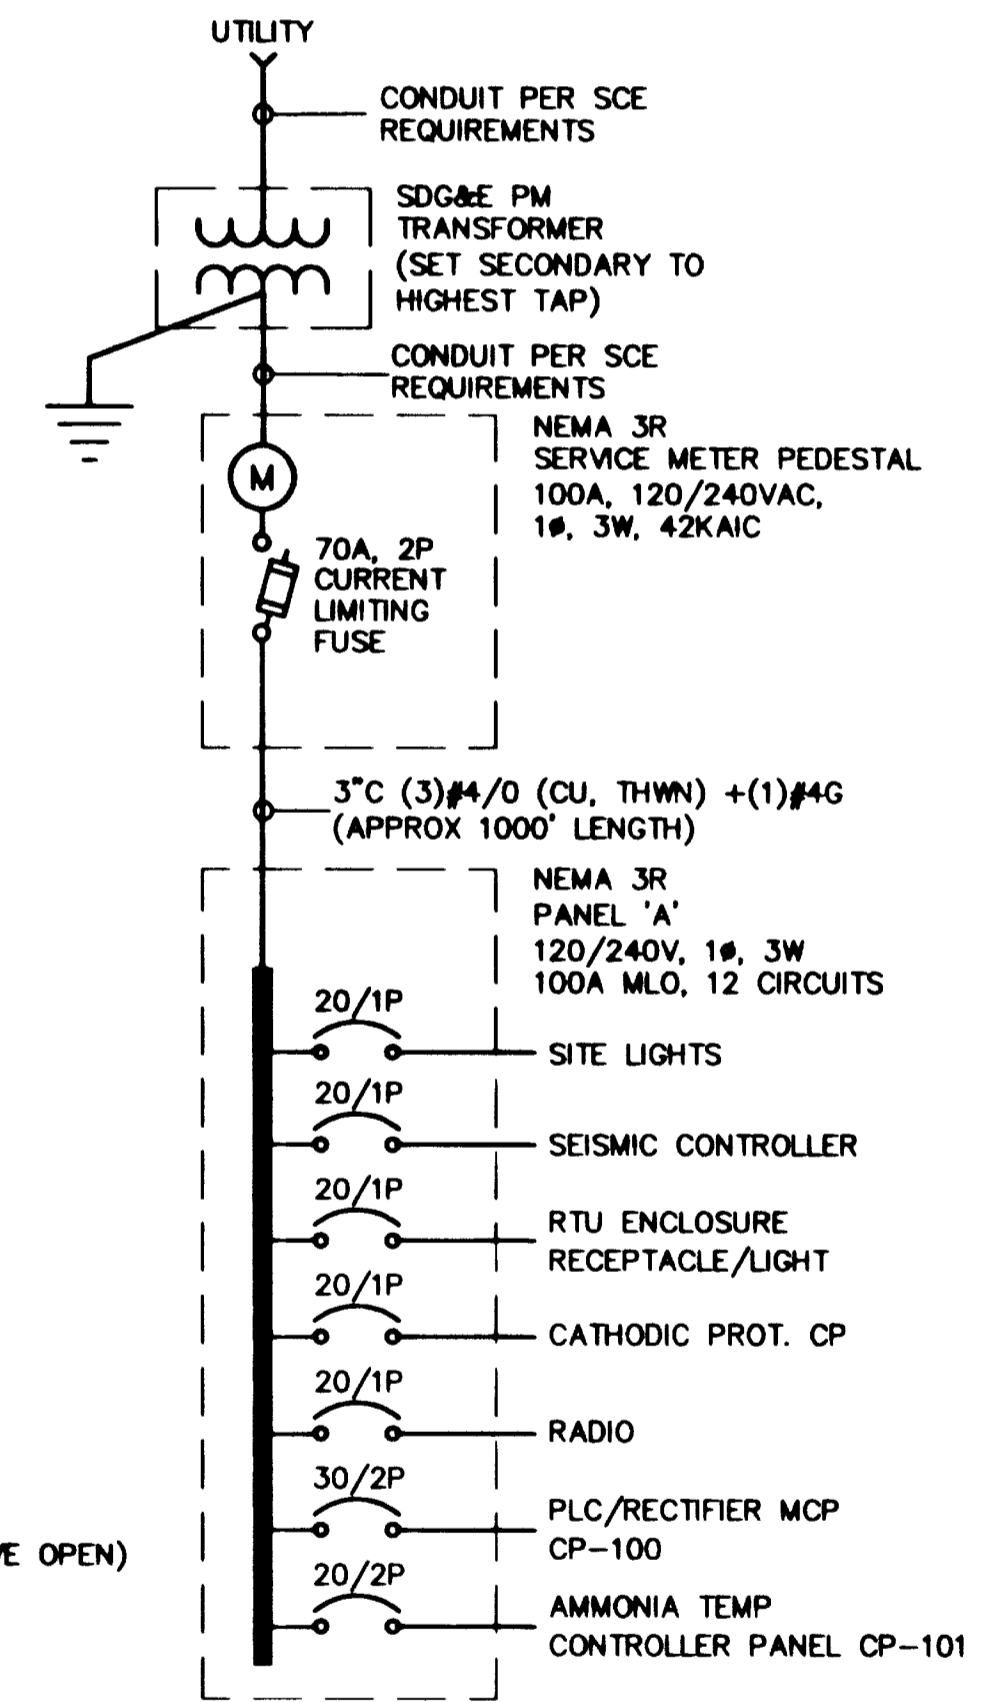 UTILITY
CONDUIT PER SCE
REQUIREMENTS
SDG&E PM
TRANSFORMER
(SET SECONDARY TO
HIGHEST TAP)
CONDUIT PER SCE
REQUIREMENTS
NEMA 3R
SERVICE METER PEDESTAL
100A, 120/240VAC,
1ø, 3W, 42KAIC
M
70A, 2P
CURRENT
LIMITING
FUSE
3"C (3)#4/0 (CU, THWN) +(1)#4G
(APPROX 1000' LENGTH)
NEMA 3R
PANEL 'A'
120/240V, 1ø, 3W
100A MLO, 12 CIRCUITS
20/1P
SITE LIGHTS
20/1P
SEISMIC CONTROLLER
20/1P
RTU ENCLOSURE
RECEPTACLE/LIGHT
20/1P
CATHODIC PROT. CP
20/1P
RADIO
30/2P
PLC/RECTIFIER MCP
CP-100
OPEN)
20/2P
AMMONIA TEMP
CONTROLLER PANEL CP-101